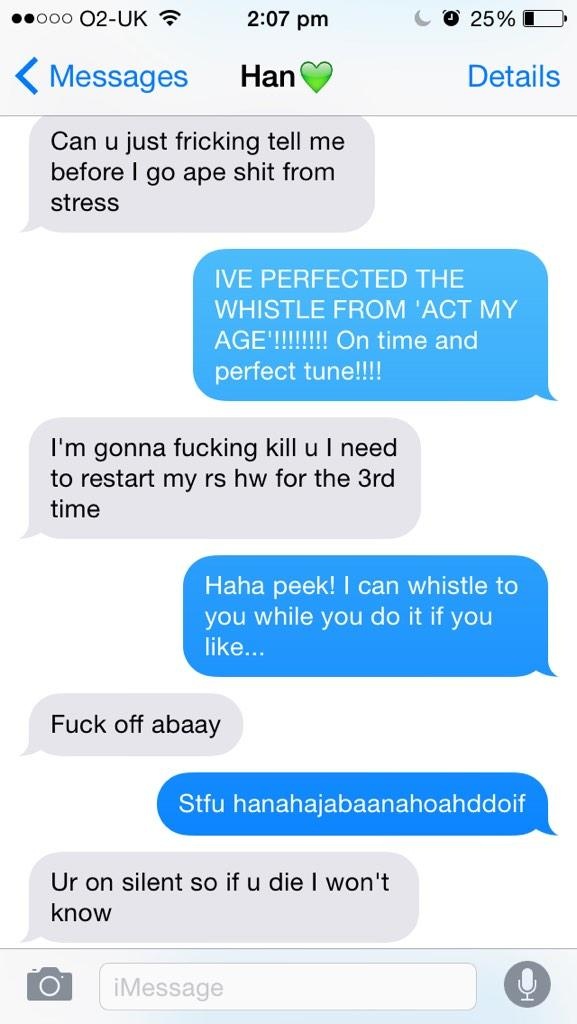 O2-UK 2:07 pm 25%
Messages Han💚 Details
Can u just fricking tell me
before I go ape shit from
stress
IVE PERFECTED THE
WHISTLE FROM 'ACT MY
AGE'!!!!!!!! On time and
perfect tune!!!!
I'm gonna fucking kill u I need
to restart my rs hw for the 3rd
time
Haha peek! I can whistle to
you while you do it if you
like...
Fuck off abaay
Stfu hanahajabaanahoahddoif
Ur on silent so if u die I won't
know
iMessage